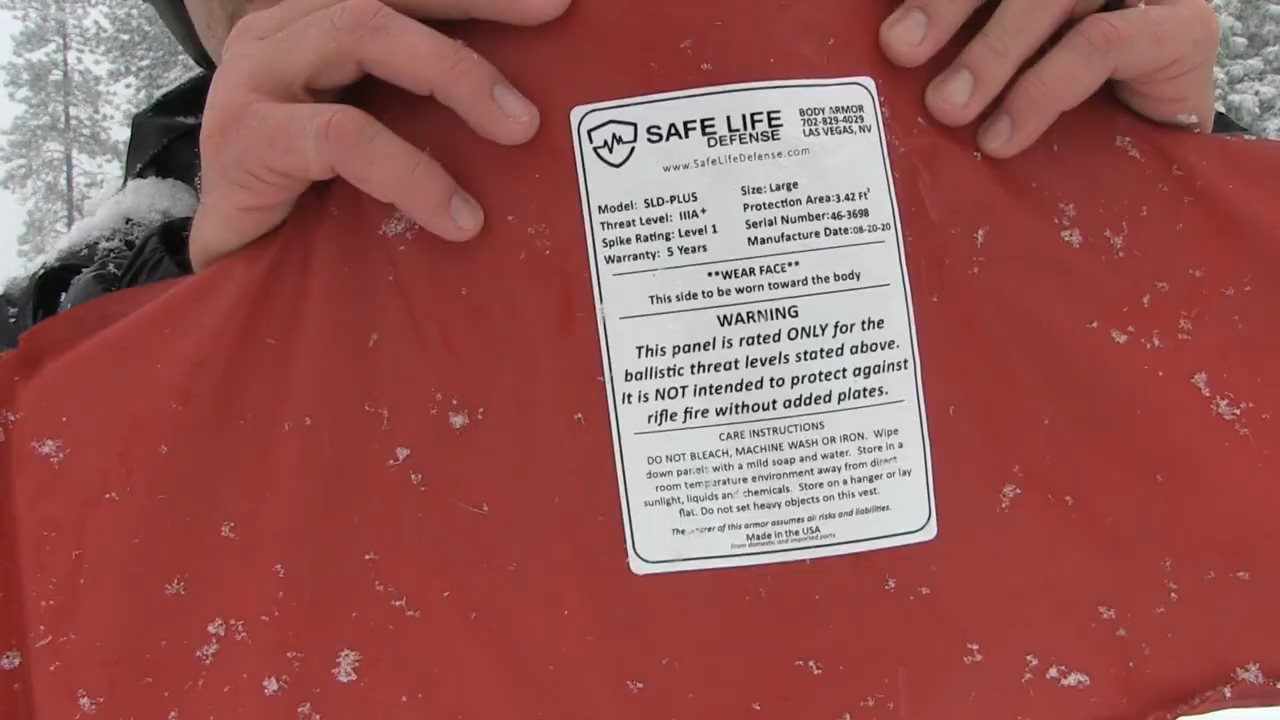 SAFE LIFE
DEFENSE
BODY ARMOR
702-829-4029
LAS VEGAS, NV
www.SafeLifeDefense.com
Model: SLD-PLUS
Threat Level: IIIA+
Spike Rating: Level 1
Warranty: 5 Years
Size: Large
Protection Area:3.42 Ft'
Serial Number:46-3698
Manufacture Date:08-20-20
**WEAR FACE**
This side to be worn toward the body
WARNING
This panel is rated ONLY for the
ballistic threat levels stated above.
It is NOT intended to protect against
rifle fire without added plates.
CARE INSTRUCTIONS
DO NOT BLEACH, MACHINE WASH OR IRON. Wipe
down panels with a mild soap and water. Store in a
room temperature environment away from direct
sunlight, liquids and chemicals. Store on a hanger or lay
flat. Do not set heavy objects on this vest.
The wearer of this armor assumes all risks and liabilities.
Made in the USA
From domestic and imported parts